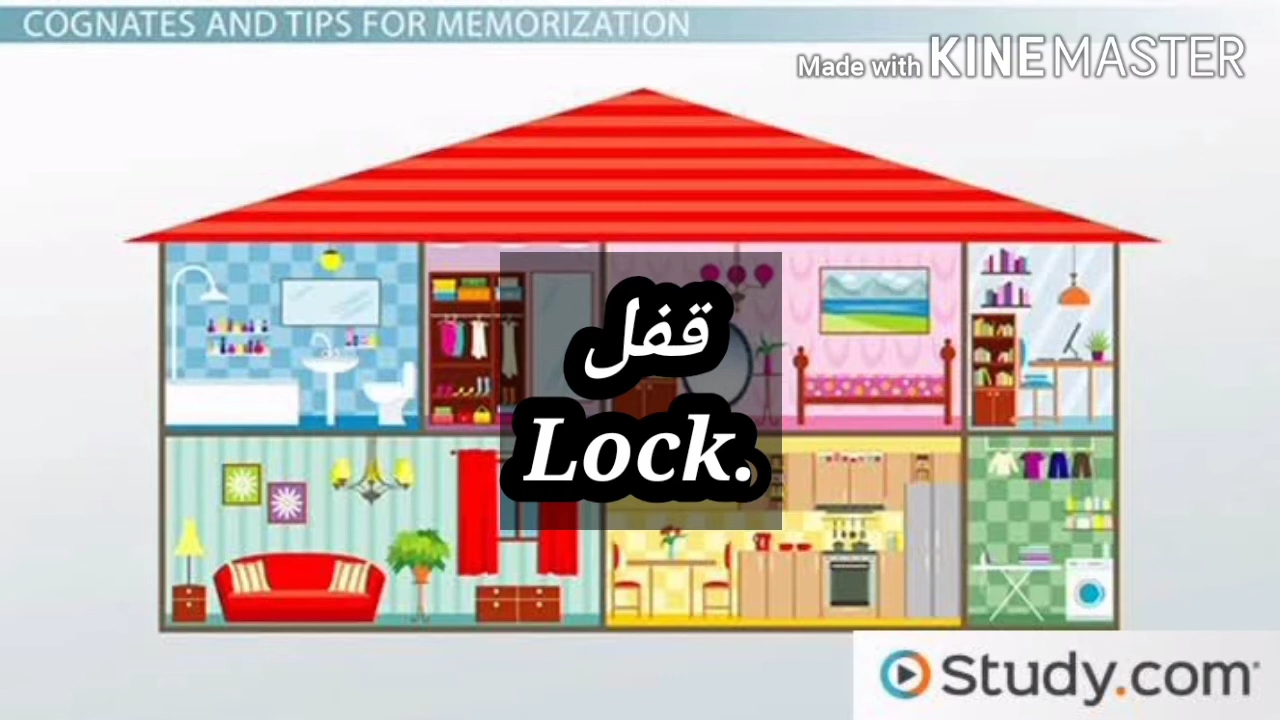 COGNATES AND TIPS FOR MEMORIZATION
Made with KINEMASTER
قفل
Lock.
Study.com